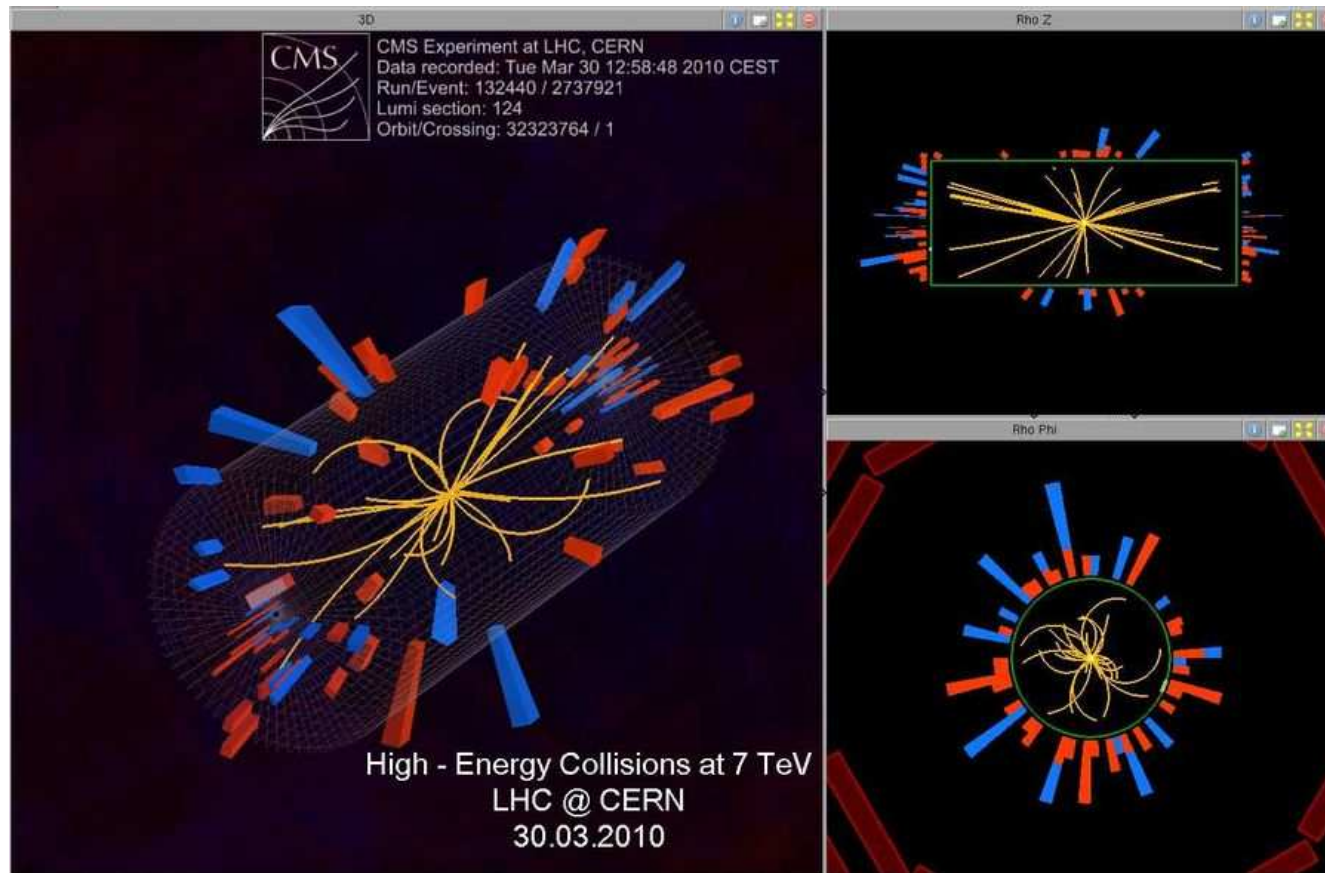 3D
CMS
CMS Experiment at LHC, CERN
Data recorded: Tue Mar 30 12:58:48 2010 CEST
Run/Event: 132440 / 2737921
Lumi section: 124
Orbit/Crossing: 32323764 / 1
High - Energy Collisions at 7 TeV
LHC @ CERN
30.03.2010
Rho Z
Rho Phi